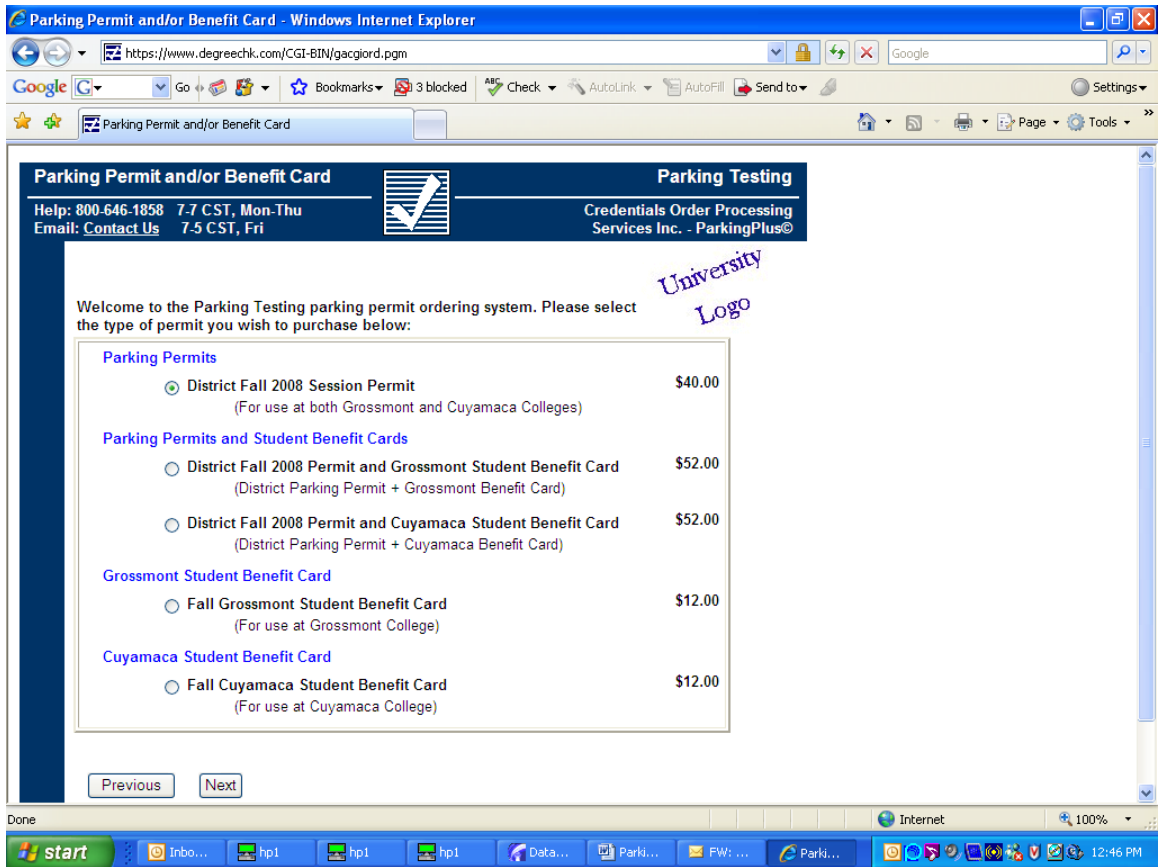 Parking Permit and/or Benefit Card - Windows Internet Explorer
https://www.degreechk.com/CGI-BIN/gacgiord.pgm
Google
Google G Go Bookmarks 3 blocked ABC Check AutoLink AutoFill Send to Settings
Parking Permit and/or Benefit Card Page Tools »
Parking Permit and/or Benefit Card Parking Testing
Help: 800-646-1858 7-7 CST, Mon-Thu Credentials Order Processing
Email: Contact Us 7-5 CST, Fri Services Inc. - ParkingPlus©
University
Logo
Welcome to the Parking Testing parking permit ordering system. Please select
the type of permit you wish to purchase below:
Parking Permits
District Fall 2008 Session Permit $40.00
(For use at both Grossmont and Cuyamaca Colleges)
Parking Permits and Student Benefit Cards
District Fall 2008 Permit and Grossmont Student Benefit Card $52.00
(District Parking Permit + Grossmont Benefit Card)
District Fall 2008 Permit and Cuyamaca Student Benefit Card $52.00
(District Parking Permit + Cuyamaca Benefit Card)
Grossmont Student Benefit Card
Fall Grossmont Student Benefit Card $12.00
(For use at Grossmont College)
Cuyamaca Student Benefit Card
Fall Cuyamaca Student Benefit Card $12.00
(For use at Cuyamaca College)
Previous Next
Done Internet 100%
start Inbo... hp1 hp1 hp1 Data... Parki... FW: ... Parki... 12:46 PM